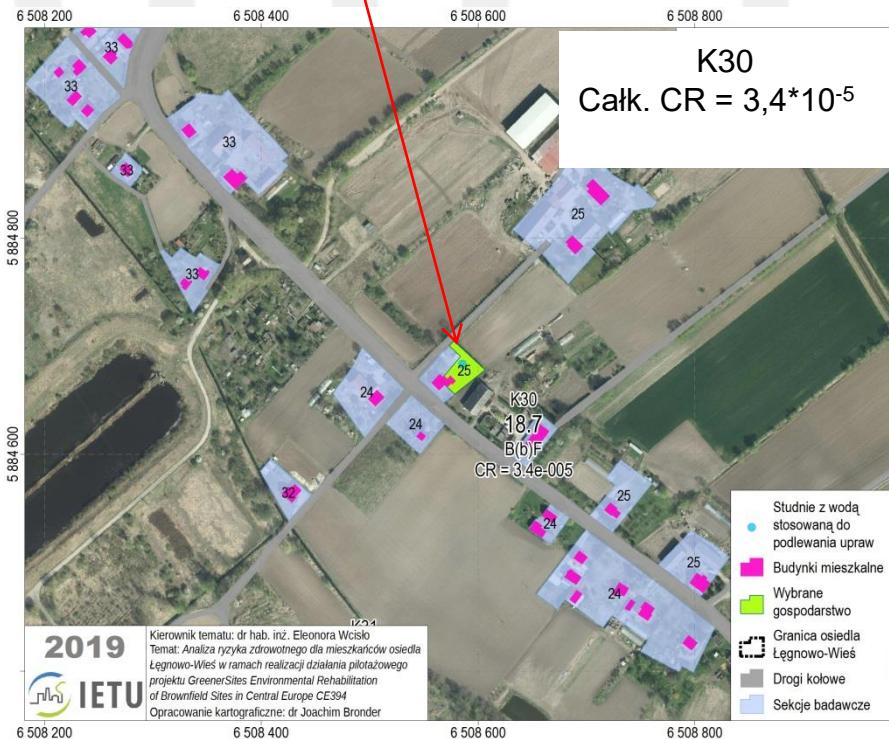 6 508 200
6 508 400
6 508 600
6 508 800
K30
Całk. CR = 3,4*10⁻⁵
33
33
33
33
33
25
5 884 800
25
24
24
K30
18.7
B(b)F
CR = 3.4e-005
5 884 600
32
25
24
25
24
Studnie z wodą
stosowaną do
podlewania upraw
Budynki mieszkalne
Wybrane
gospodarstwo
Granica osiedla
Łęgnowo-Wieś
Drogi kołowe
Sekcje badawcze
2019
IETU
Kierownik tematu: dr hab. inż. Eleonora Wcisło
Temat: Analiza ryzyka zdrowotnego dla mieszkańców osiedla
Łęgnowo-Wieś w ramach realizacji działania pilotażowego
projektu GreenerSites Environmental Rehabilitation
of Brownfield Sites in Central Europe CE394
Opracowanie kartograficzne: dr Joachim Bronder
6 508 200
6 508 400
6 508 600
6 508 800